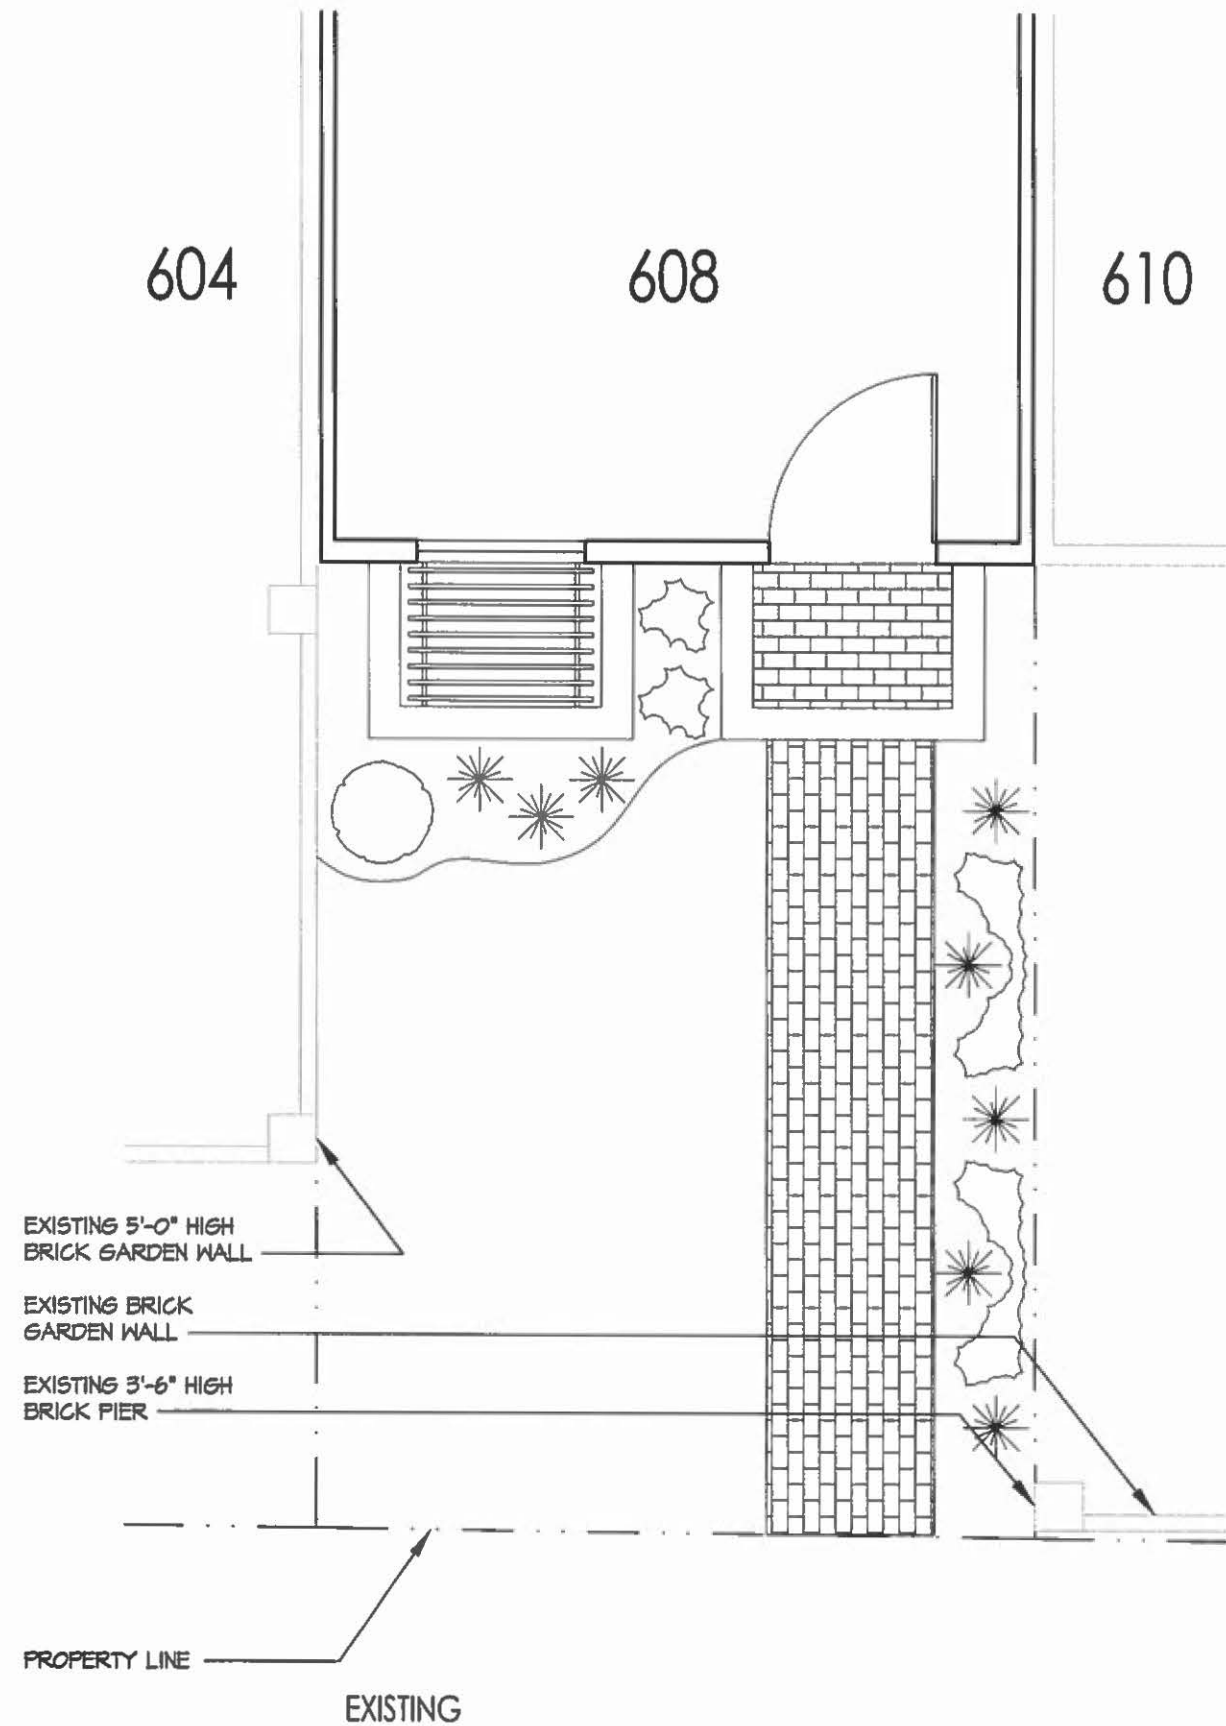 604
608
610
EXISTING 5'-0" HIGH
BRICK GARDEN WALL
EXISTING BRICK
GARDEN WALL
EXISTING 3'-6" HIGH
BRICK PIER
PROPERTY LINE
EXISTING